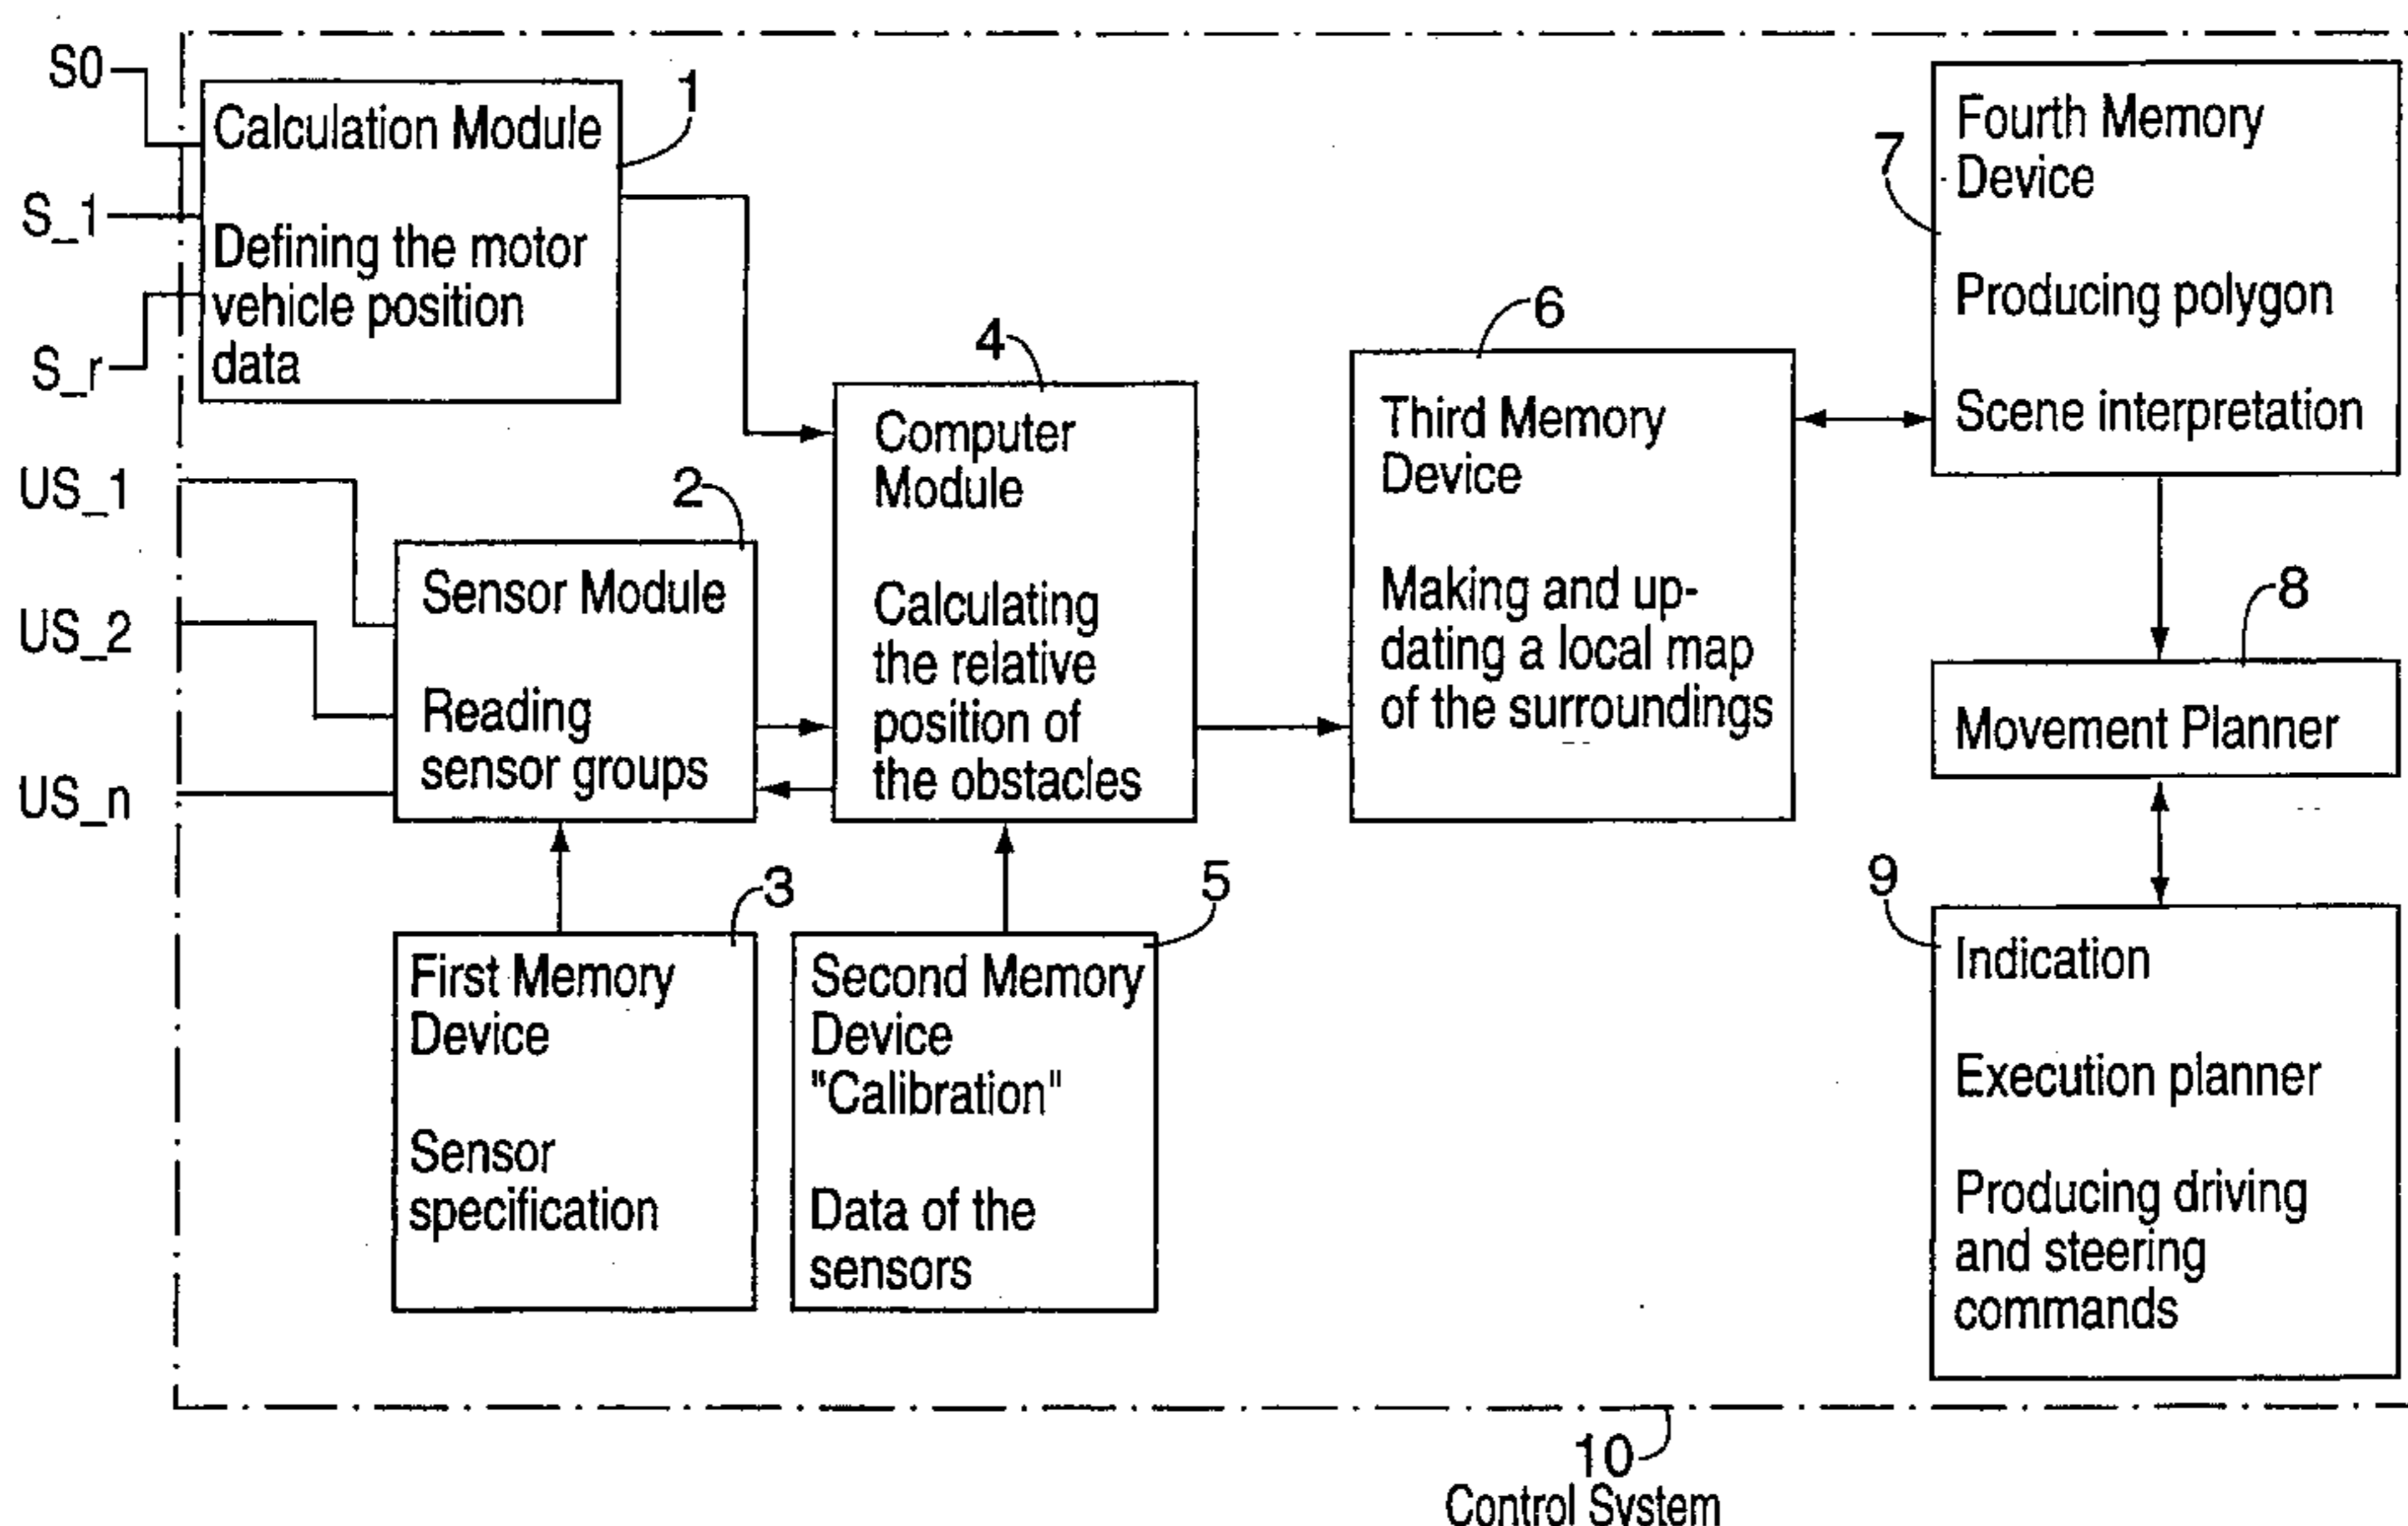 S0
S_1
S_r
1
Calculation Module
Defining the motor
vehicle position
data
US_1
US_2
US_n
2
Sensor Module
Reading
sensor groups
3
First Memory
Device
Sensor
specification
4
Computer
Module
Calculating
the relative
position of
the obstacles
5
Second Memory
Device
"Calibration"
Data of the
sensors
6
Third Memory
Device
Making and up-
dating a local map
of the surroundings
7
Fourth Memory
Device
Producing polygon
Scene interpretation
8
Movement Planner
9
Indication
Execution planner
Producing driving
and steering
commands
10
Control System